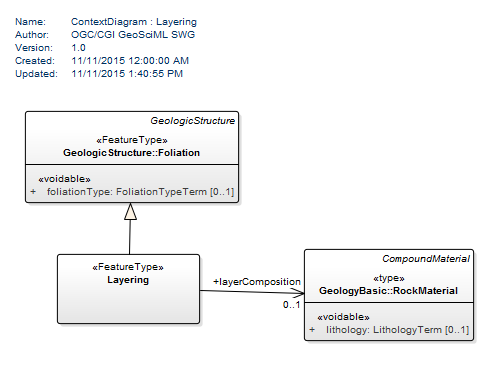 Name: ContextDiagram : Layering
Author: OGC/CGI GeoSciML SWG
Version: 1.0
Created: 11/11/2015 12:00:00 AM
Updated: 11/11/2015 1:40:55 PM
GeologicStructure
«FeatureType»
GeologicStructure::Foliation
«voidable»
+ foliationType: FoliationTypeTerm [0..1]
«FeatureType»
Layering
+layerComposition
0..1
CompoundMaterial
«type»
GeologyBasic::RockMaterial
«voidable»
+ lithology: LithologyTerm [0..1]